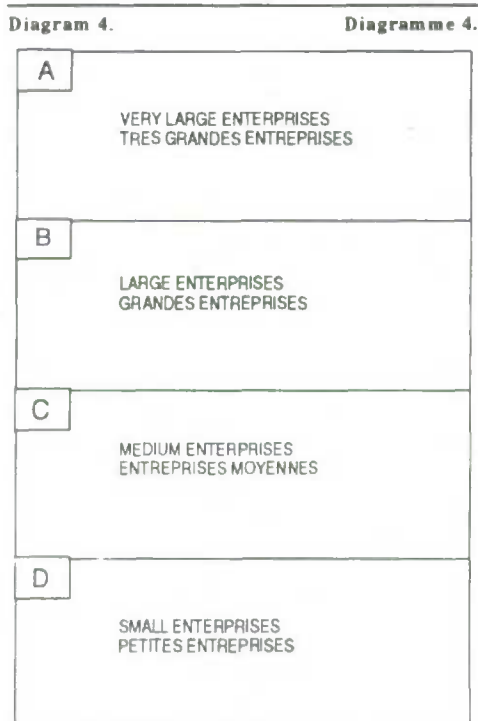 Diagram 4. Diagramme 4.
A
VERY LARGE ENTERPRISES
TRES GRANDES ENTREPRISES
B
LARGE ENTERPRISES
GRANDES ENTREPRISES
C
MEDIUM ENTERPRISES
ENTREPRISES MOYENNES
D
SMALL ENTERPRISES
PETITES ENTREPRISES